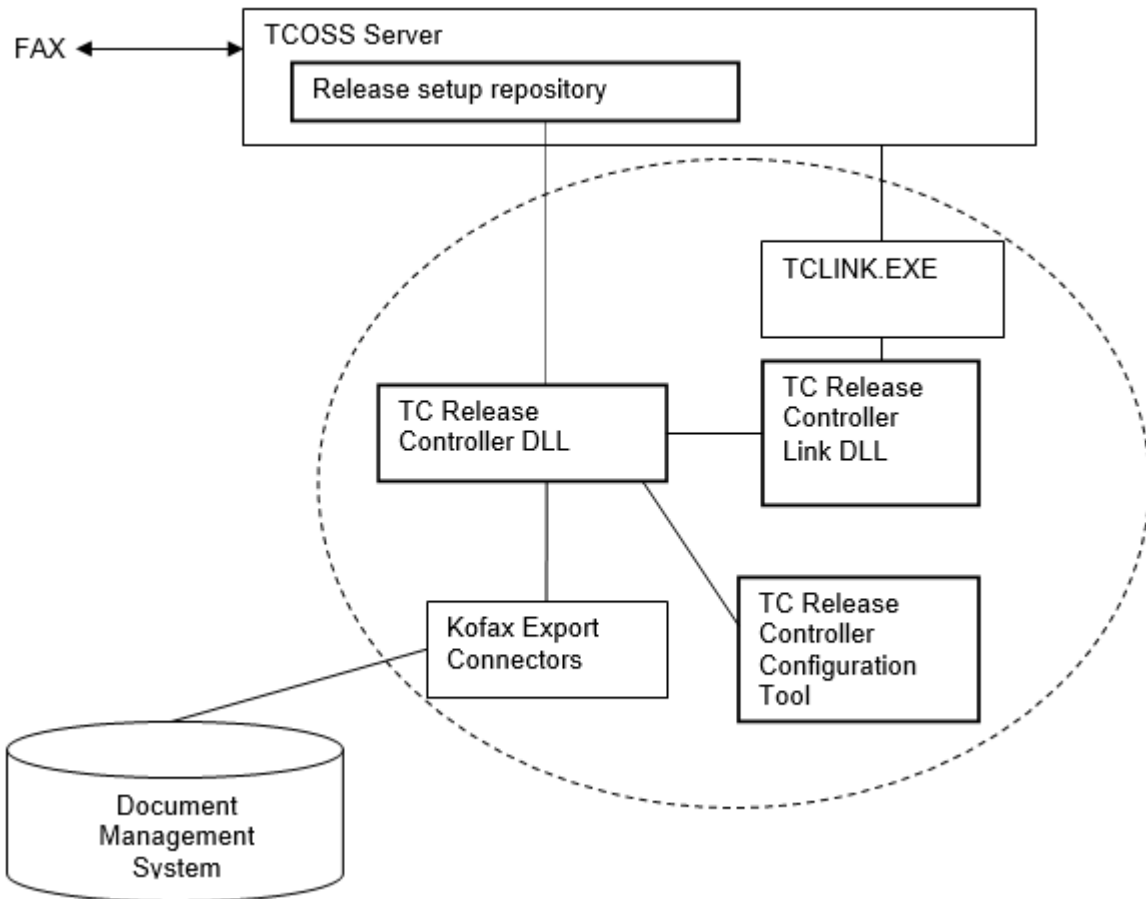 TCOSS Server
FAX
Release setup repository
TCLINK.EXE
TC Release
Controller
Link DLL
TC Release
Controller DLL
TC Release
Controller
Configuration
Tool
Kofax Export
Connectors
Document
Management
System